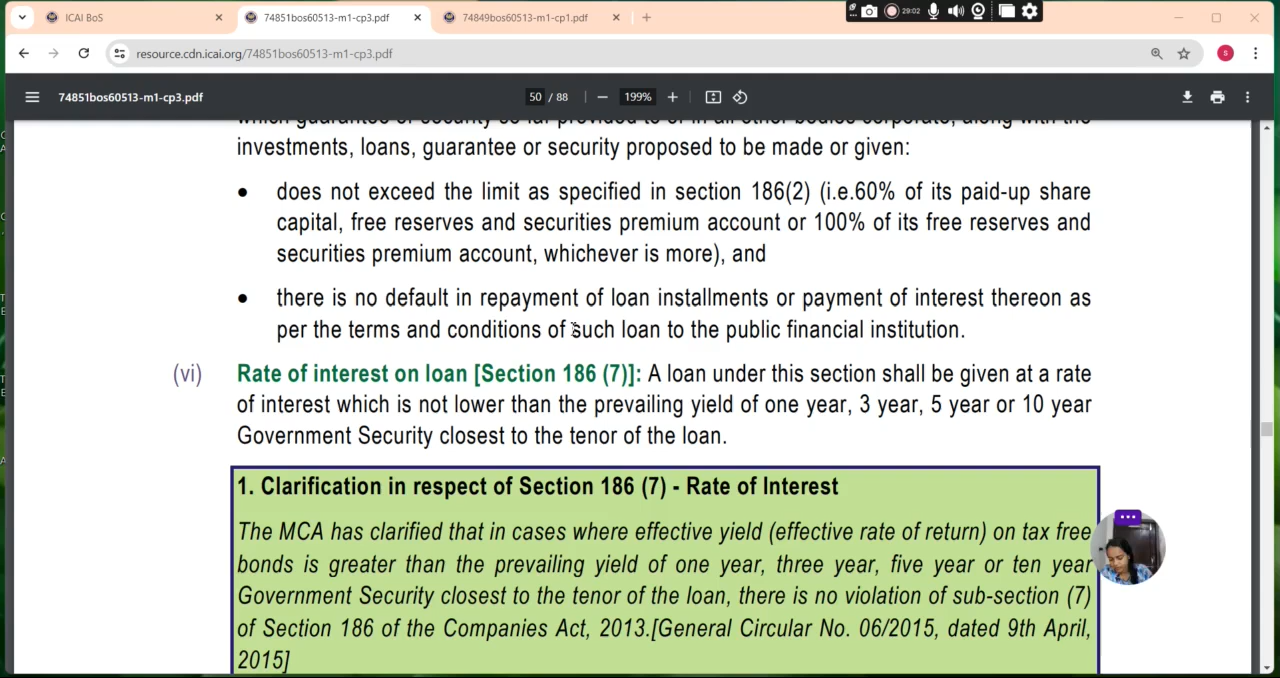 ICAI BoS
74851bos60513-m1-cp3.pdf
74849bos60513-m1-cp1.pdf
29:02
resource.cdn.icai.org/74851bos60513-m1-cp3.pdf
S
74851bos60513-m1-cp3.pdf
50 / 88
199%
investments, loans, guarantee or security proposed to be made or given:
• does not exceed the limit as specified in section 186(2) (i.e.60% of its paid-up share
capital, free reserves and securities premium account or 100% of its free reserves and
securities premium account, whichever is more), and
• there is no default in repayment of loan installments or payment of interest thereon as
per the terms and conditions of such loan to the public financial institution.
(vi) Rate of interest on loan [Section 186 (7)]: A loan under this section shall be given at a rate
of interest which is not lower than the prevailing yield of one year, 3 year, 5 year or 10 year
Government Security closest to the tenor of the loan.
1. Clarification in respect of Section 186 (7) - Rate of Interest
The MCA has clarified that in cases where effective yield (effective rate of return) on tax free
bonds is greater than the prevailing yield of one year, three year, five year or ten year
Government Security closest to the tenor of the loan, there is no violation of sub-section (7)
of Section 186 of the Companies Act, 2013.[General Circular No. 06/2015, dated 9th April,
2015]